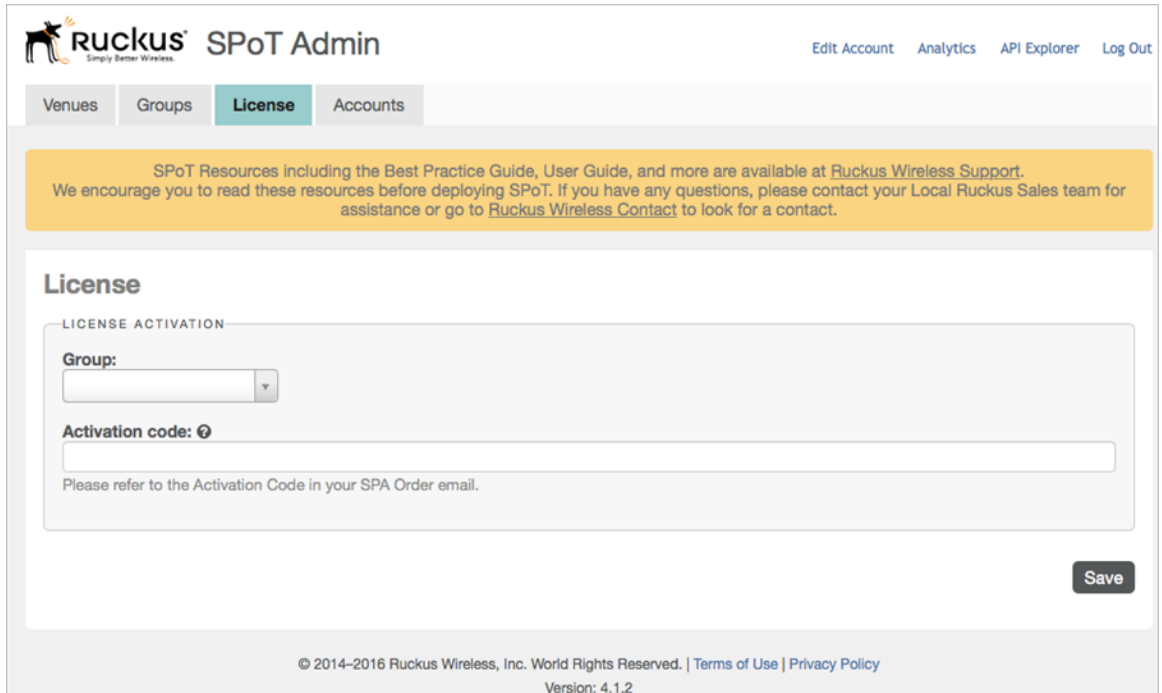 Ruckus SPoT Admin
Simply Better Wireless.
Edit Account Analytics API Explorer Log Out
Venues Groups License Accounts
SPoT Resources including the Best Practice Guide, User Guide, and more are available at Ruckus Wireless Support.
We encourage you to read these resources before deploying SPoT. If you have any questions, please contact your Local Ruckus Sales team for
assistance or go to Ruckus Wireless Contact to look for a contact.
License
LICENSE ACTIVATION
Group:
Activation code:
Please refer to the Activation Code in your SPA Order email.
Save
© 2014–2016 Ruckus Wireless, Inc. World Rights Reserved. | Terms of Use | Privacy Policy
Version: 4.1.2